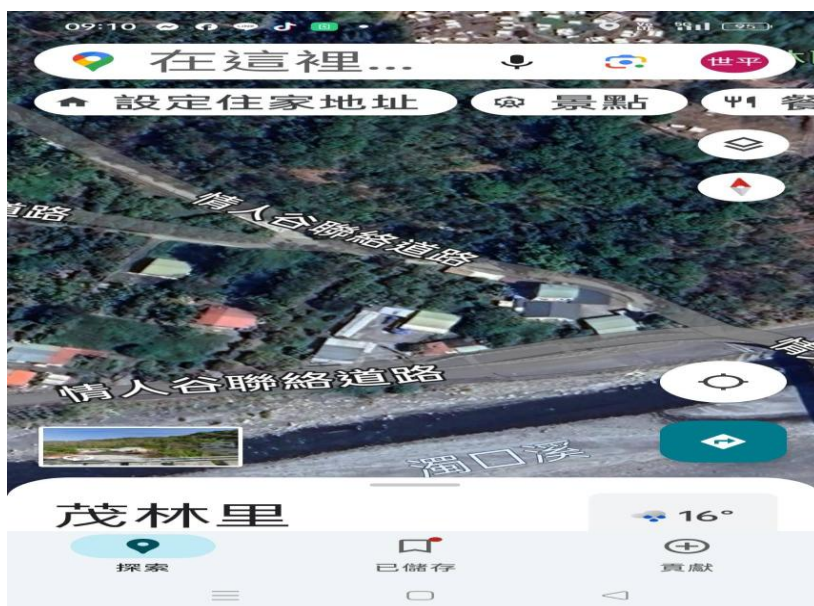 09:10 95
在這裡... 世平
設定住家地址 景點 餐
道路
情人谷聯絡道路
情人谷聯絡道路
濁口溪
茂林里 16°
探索 已儲存 貢獻